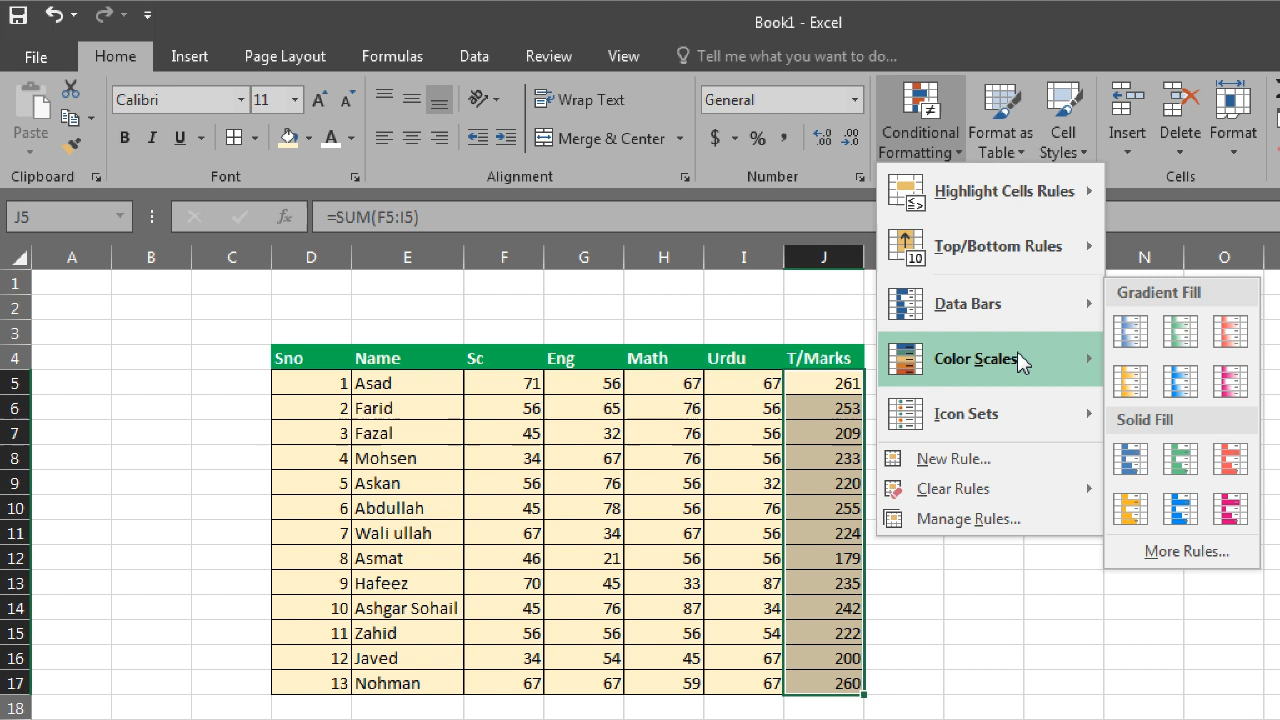 Book1 - Excel
File Home Insert Page Layout Formulas Data Review View Tell me what you want to do...
Paste
Clipboard
Calibri 11
B I U A
Font
Wrap Text
Merge & Center
Alignment
General
$ % ,
Number
Conditional Formatting
Format as Table
Cell Styles
Insert Delete Format
Cells
J5 fx =SUM(F5:I5)
A B C D E F G H I J N O
1
2
3
4 Sno Name Sc Eng Math Urdu T/Marks
5 1 Asad 71 56 67 67 261
6 2 Farid 56 65 76 56 253
7 3 Fazal 45 32 76 56 209
8 4 Mohsen 34 67 76 56 233
9 5 Askan 56 76 56 32 220
10 6 Abdullah 45 78 56 76 255
11 7 Wali ullah 67 34 67 56 224
12 8 Asmat 46 21 56 56 179
13 9 Hafeez 70 45 33 87 235
14 10 Ashgar Sohail 45 76 87 34 242
15 11 Zahid 56 56 56 54 222
16 12 Javed 34 54 45 67 200
17 13 Nohman 67 67 59 67 260
18
Highlight Cells Rules
Top/Bottom Rules
Data Bars
Color Scales
Icon Sets
New Rule...
Clear Rules
Manage Rules...
Gradient Fill
Solid Fill
More Rules...